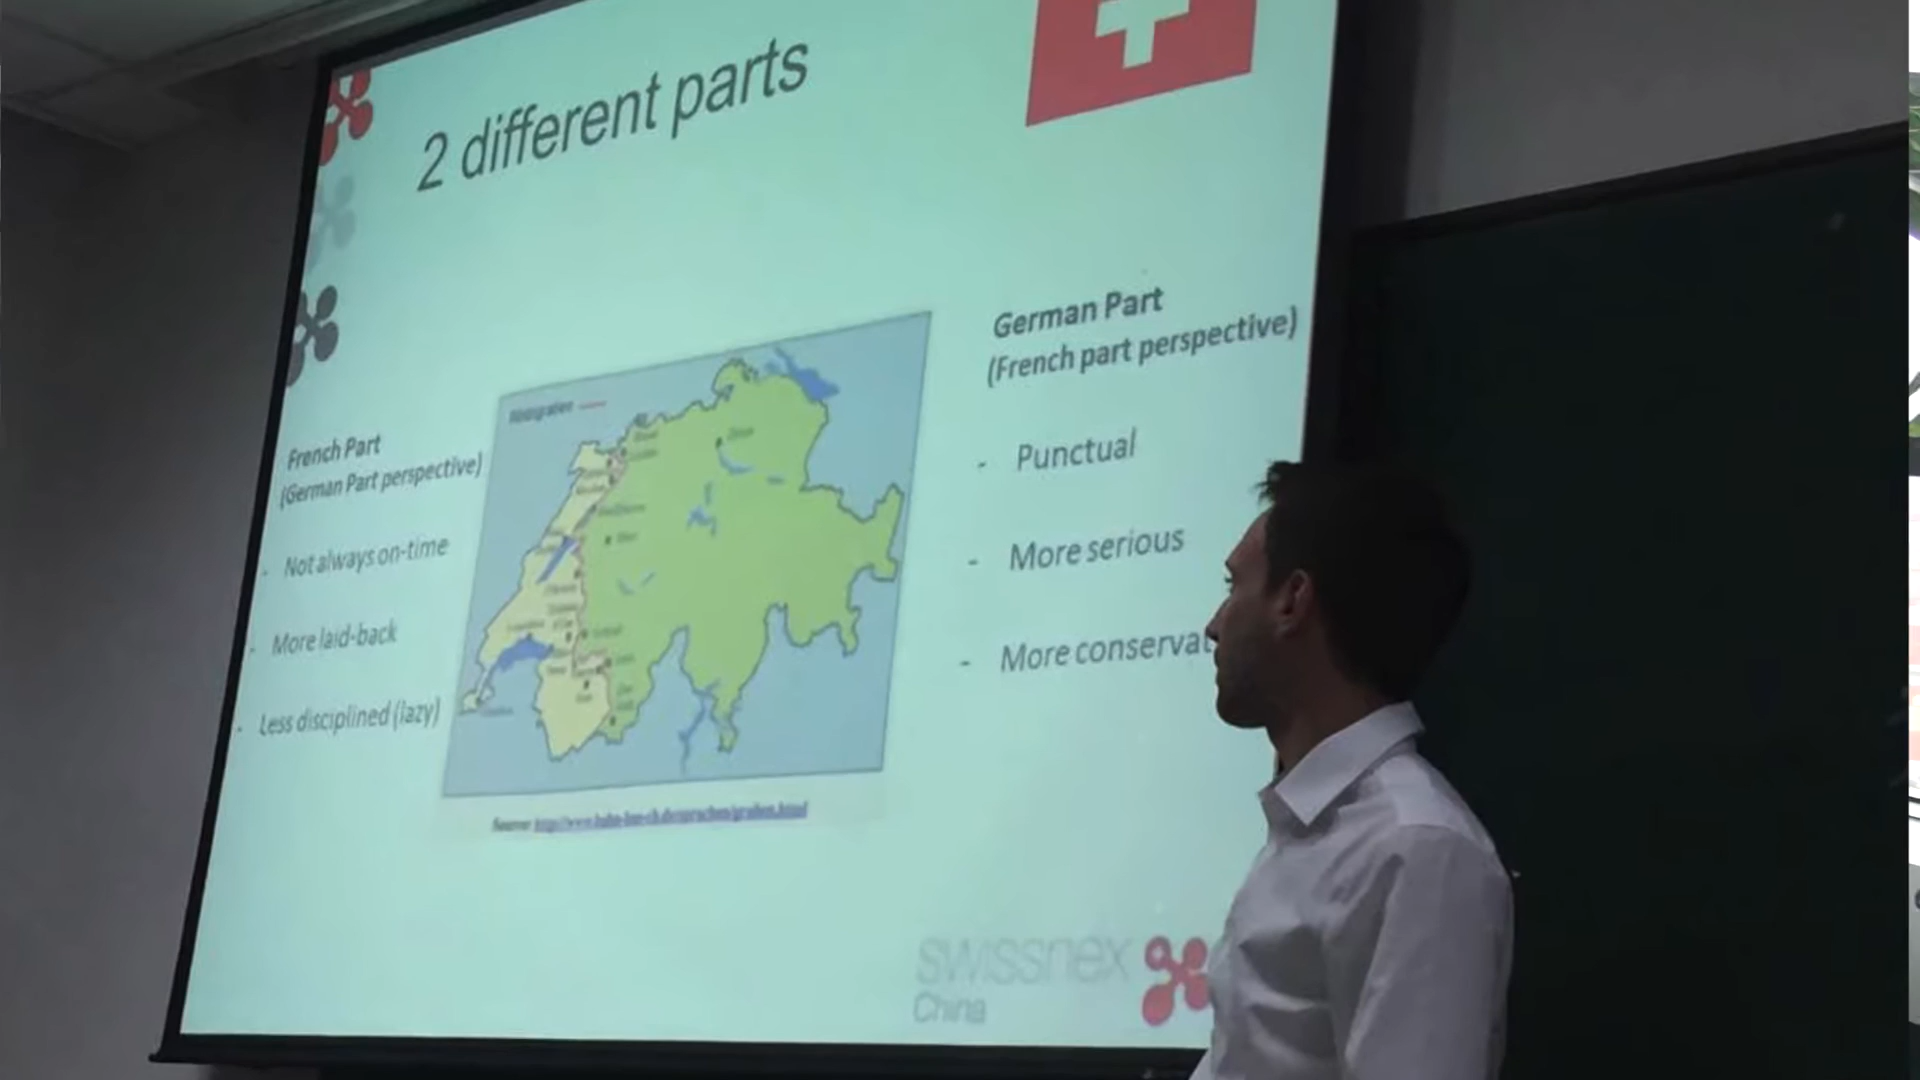 2 different parts
French Part
(German Part perspective)
- Not always on-time
- More laid-back
- Less disciplined (lazy)
German Part
(French part perspective)
- Punctual
- More serious
- More conservat
Source:
swissnex
China